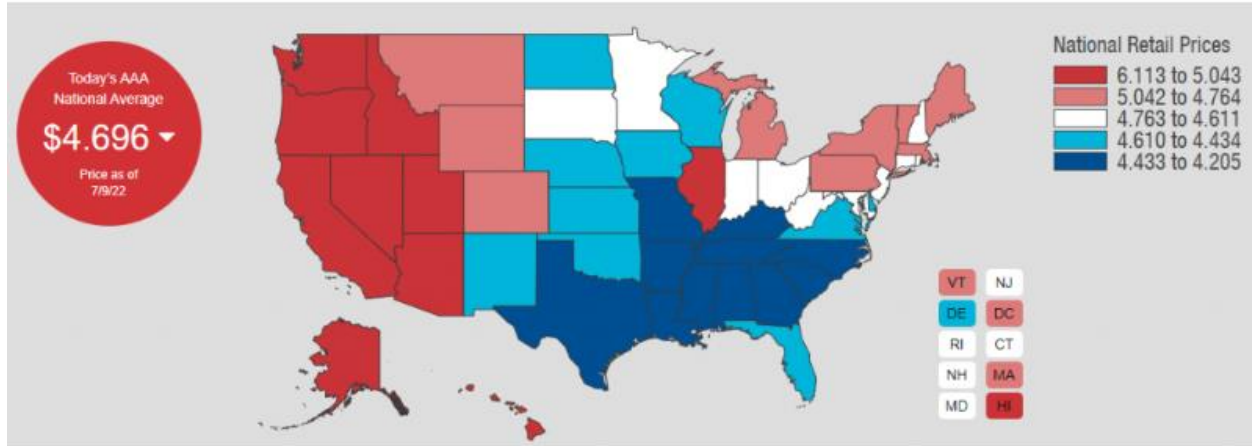 Today's AAA
National Average
$4.696
Price as of
7/9/22
National Retail Prices
6.113 to 5.043
5.042 to 4.764
4.763 to 4.611
4.610 to 4.434
4.433 to 4.205
VT NJ
DE DC
RI CT
NH MA
MD HI